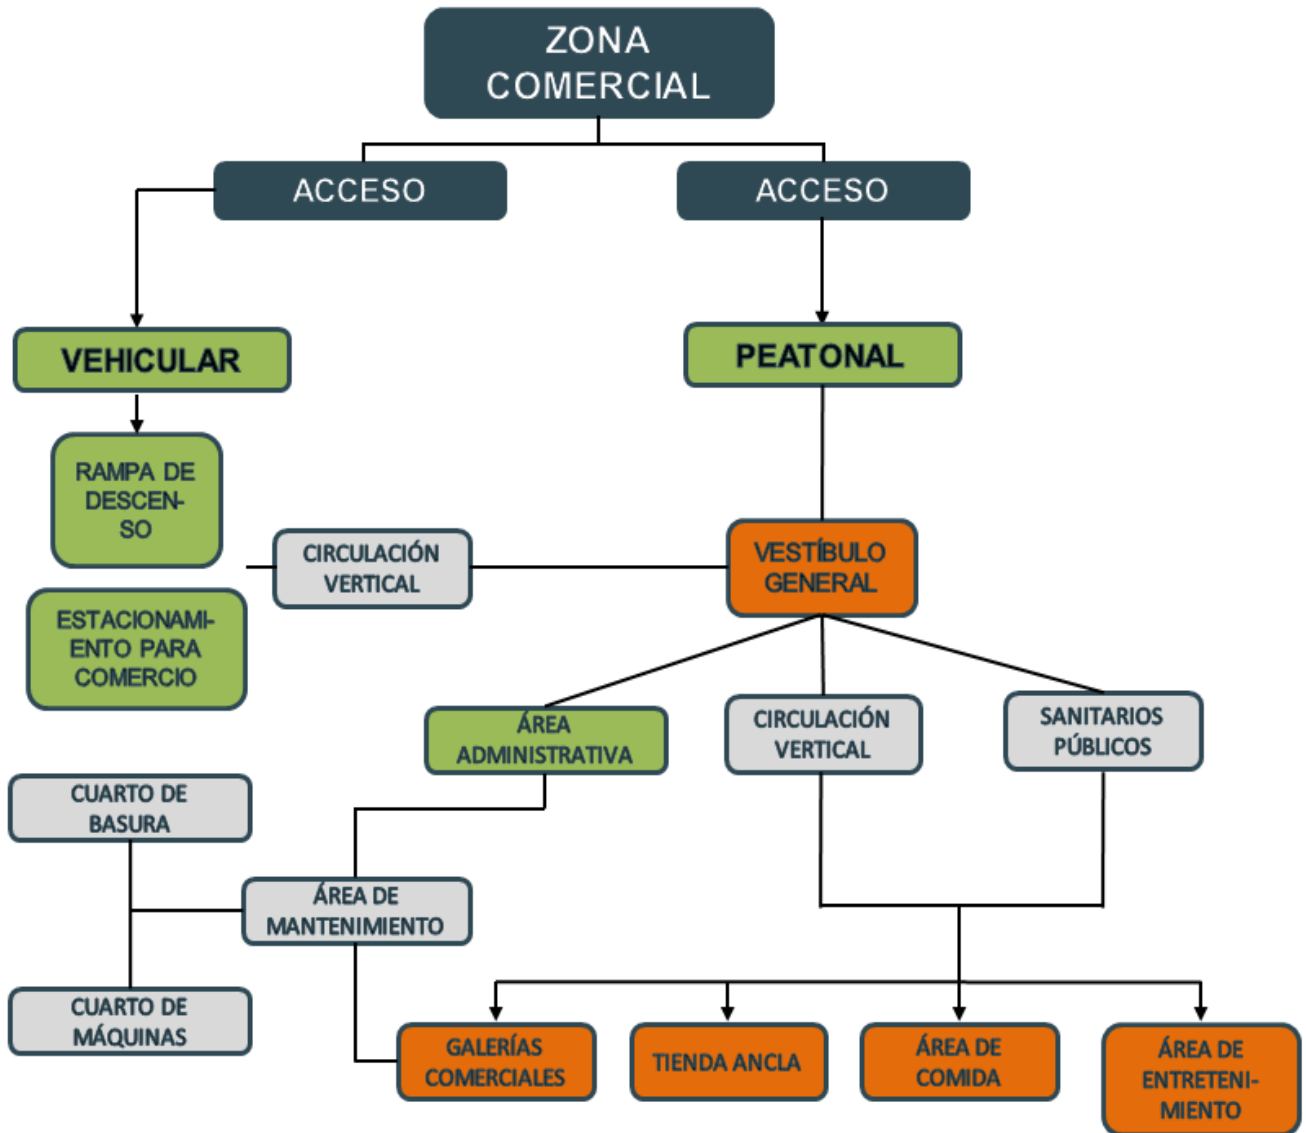 ZONA
COMERCIAL
ACCESO
ACCESO
VEHICULAR
PEATONAL
RAMPA DE
DESCEN-
SO
CIRCULACIÓN
VERTICAL
VESTÍBULO
GENERAL
ESTACIONAMI-
ENTO PARA
COMERCIO
ÁREA
ADMINISTRATIVA
CIRCULACIÓN
VERTICAL
SANITARIOS
PÚBLICOS
CUARTO DE
BASURA
ÁREA DE
MANTENIMIENTO
CUARTO DE
MÁQUINAS
GALERÍAS
COMERCIALES
TIENDA ANCLA
ÁREA DE
COMIDA
ÁREA DE
ENTRETENI-
MIENTO